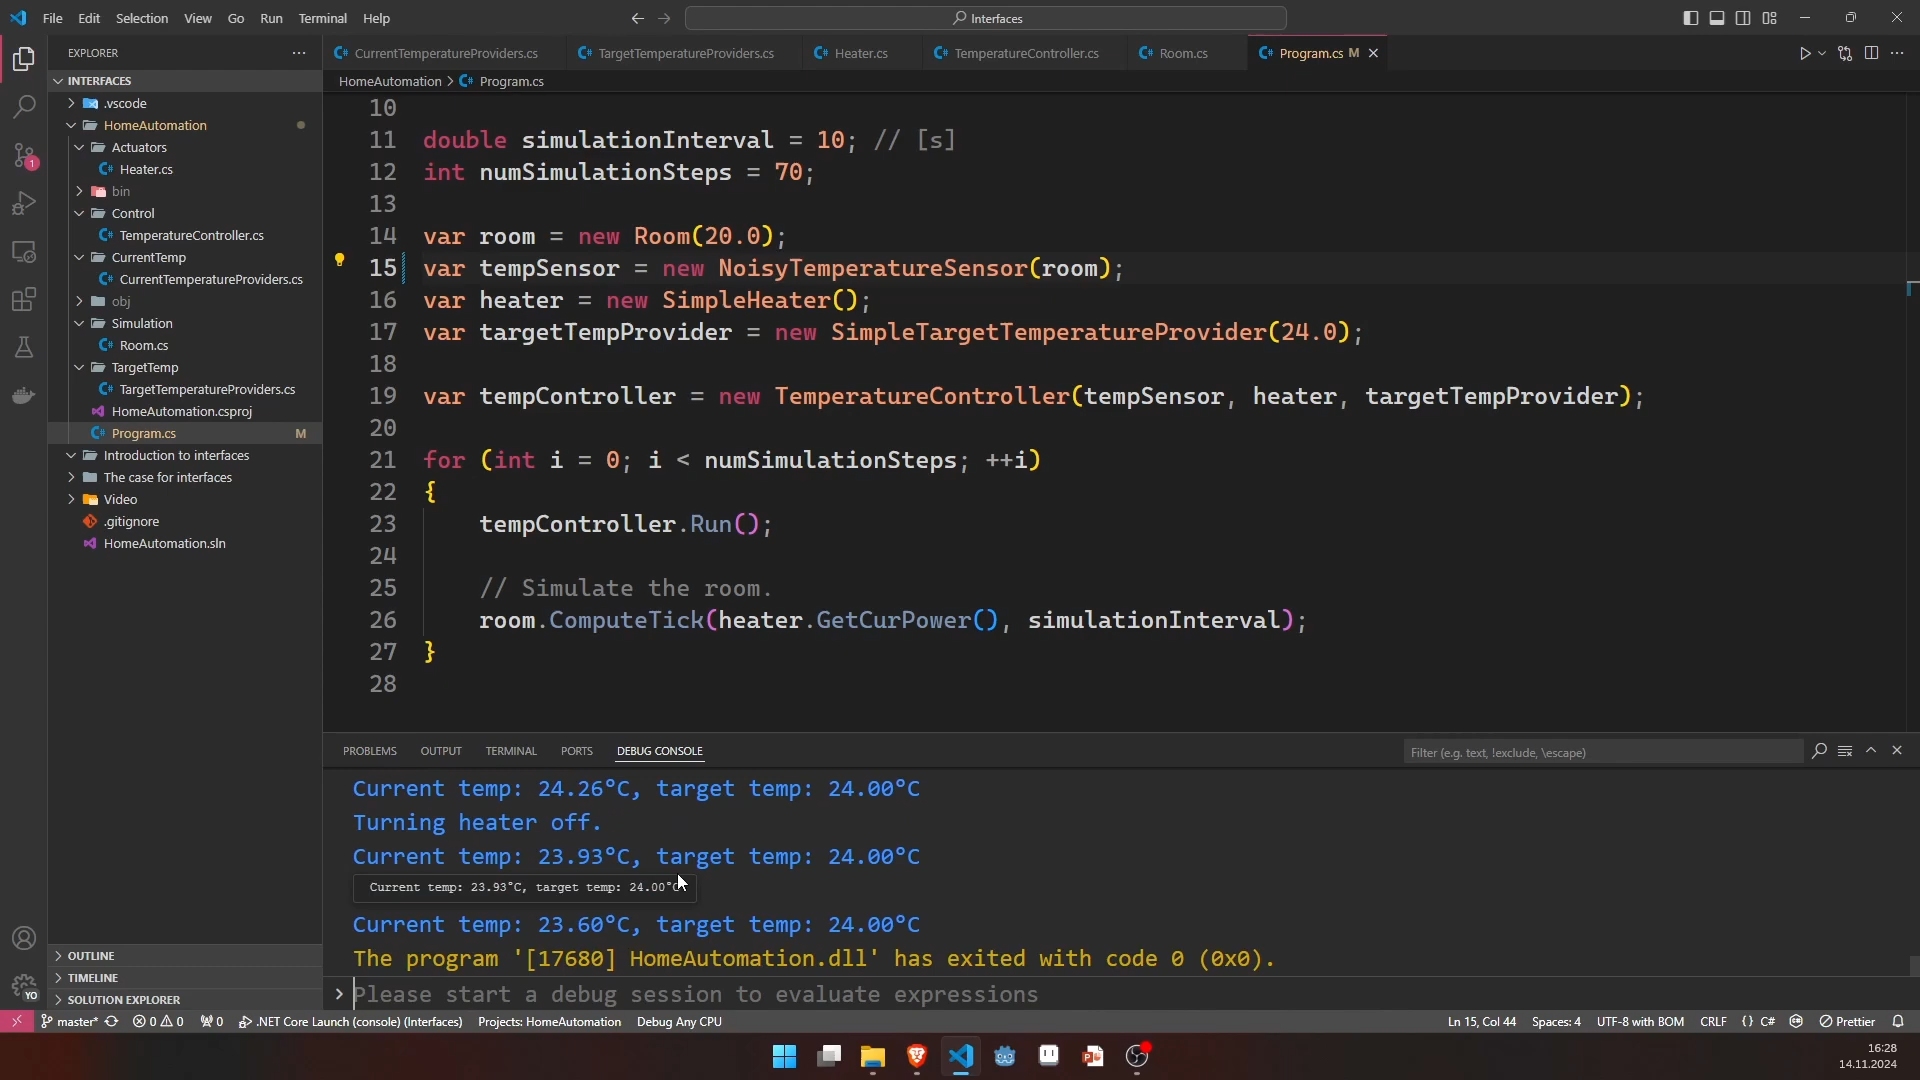 File Edit Selection View Go Run Terminal Help
Interfaces
EXPLORER
CurrentTemperatureProviders.cs TargetTemperatureProviders.cs Heater.cs TemperatureController.cs Room.cs Program.cs M
INTERFACES
HomeAutomation > Program.cs
.vscode
HomeAutomation
Actuators
Heater.cs
bin
Control
TemperatureController.cs
CurrentTemp
CurrentTemperatureProviders.cs
obj
Simulation
Room.cs
TargetTemp
TargetTemperatureProviders.cs
HomeAutomation.csproj
Program.cs M
Introduction to interfaces
The case for interfaces
Video
.gitignore
HomeAutomation.sln
OUTLINE
TIMELINE
SOLUTION EXPLORER
1
YO
10
11 double simulationInterval = 10; // [s]
12 int numSimulationSteps = 70;
13
14 var room = new Room(20.0);
15 var tempSensor = new NoisyTemperatureSensor(room);
16 var heater = new SimpleHeater();
17 var targetTempProvider = new SimpleTargetTemperatureProvider(24.0);
18
19 var tempController = new TemperatureController(tempSensor, heater, targetTempProvider);
20
21 for (int i = 0; i < numSimulationSteps; ++i)
22 {
23 tempController.Run();
24
25 // Simulate the room.
26 room.ComputeTick(heater.GetCurPower(), simulationInterval);
27 }
28
PROBLEMS OUTPUT TERMINAL PORTS DEBUG CONSOLE
Filter (e.g. text, !exclude, \escape)
Current temp: 24.26°C, target temp: 24.00°C
Turning heater off.
Current temp: 23.93°C, target temp: 24.00°C
Current temp: 23.93°C, target temp: 24.00°C
Current temp: 23.60°C, target temp: 24.00°C
The program '[17680] HomeAutomation.dll' has exited with code 0 (0x0).
> Please start a debug session to evaluate expressions
master* 0 0 0 .NET Core Launch (console) (Interfaces) Projects: HomeAutomation Debug Any CPU
Ln 15, Col 44 Spaces: 4 UTF-8 with BOM CRLF {} C# Prettier
16:28
14.11.2024